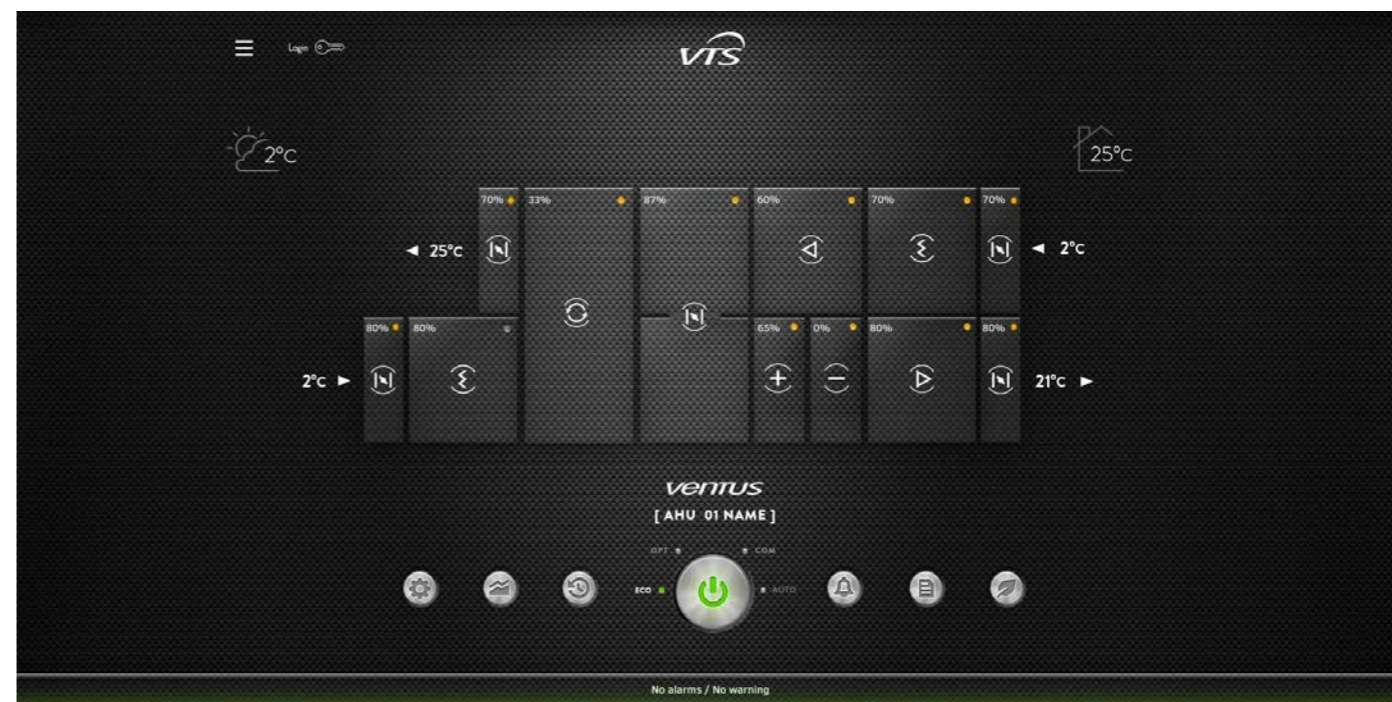 Login
VTS
2°C
25°C
70% 33% 87% 60% 70% 70%
25°C
2°C
80% 80% 65% 0% 80% 80%
2°C
21°C
VENTUS
[ AHU 01 NAME ]
OPT COM
ECO AUTO
No alarms / No warning